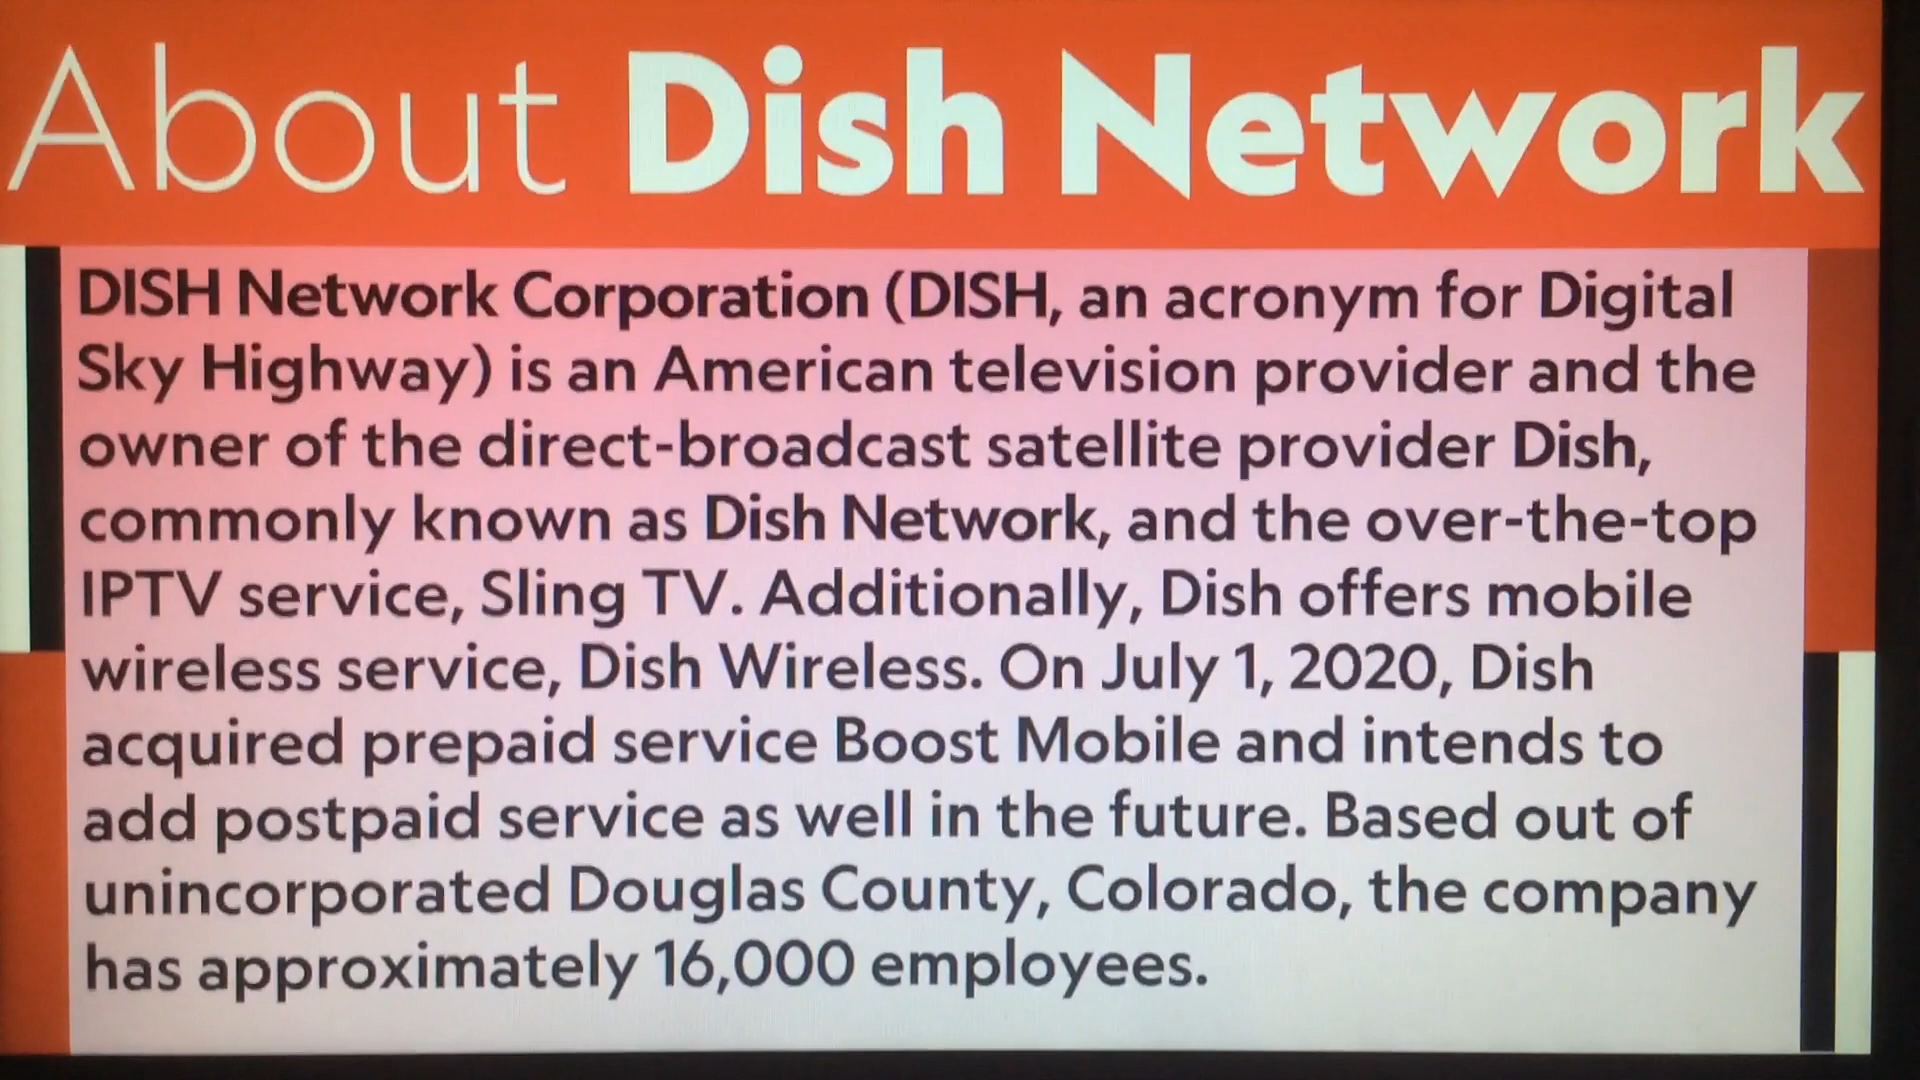 About Dish Network
DISH Network Corporation (DISH, an acronym for Digital
Sky Highway) is an American television provider and the
owner of the direct-broadcast satellite provider Dish,
commonly known as Dish Network, and the over-the-top
IPTV service, Sling TV. Additionally, Dish offers mobile
wireless service, Dish Wireless. On July 1, 2020, Dish
acquired prepaid service Boost Mobile and intends to
add postpaid service as well in the future. Based out of
unincorporated Douglas County, Colorado, the company
has approximately 16,000 employees.